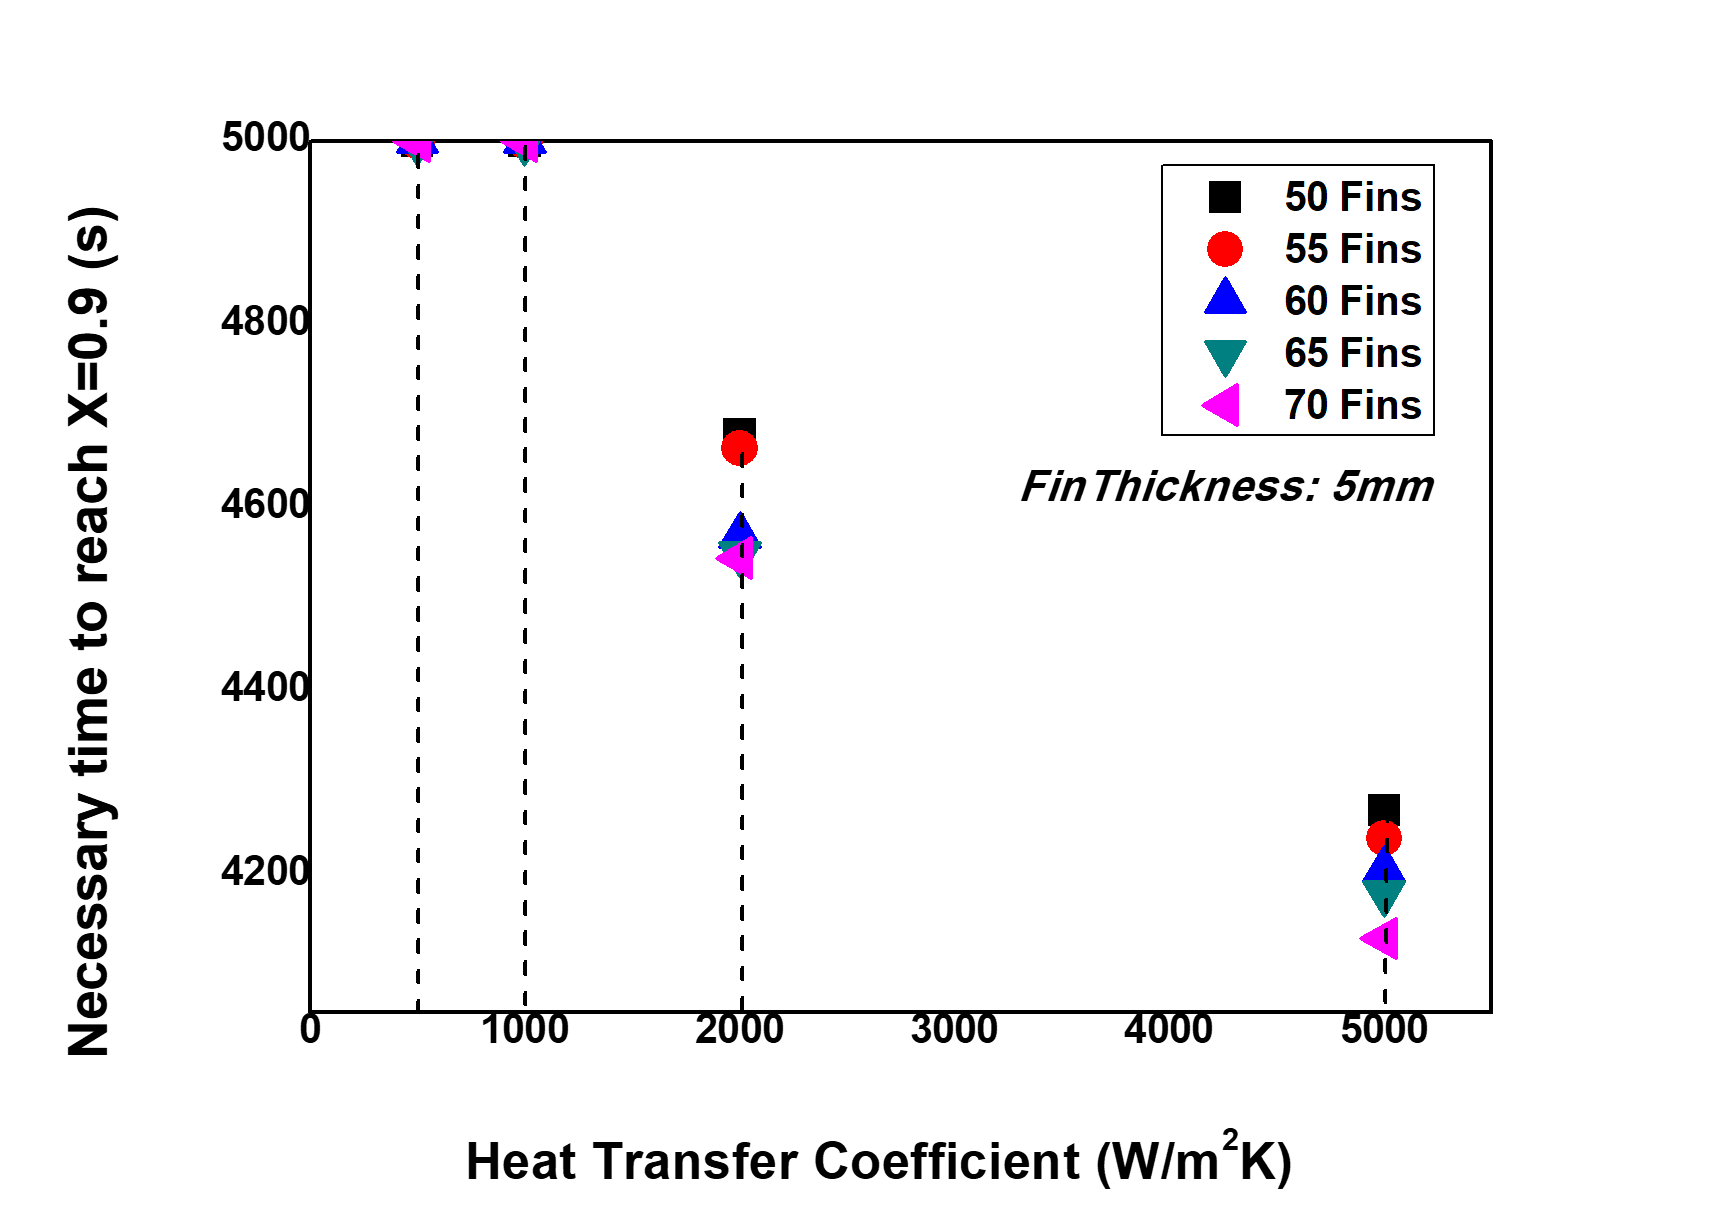 5000
4800
4600
4400
4200
Necessary time to reach X=0.9 (s)
50 Fins
55 Fins
60 Fins
65 Fins
70 Fins
Fin Thickness: 5mm
0 1000 2000 3000 4000 5000
Heat Transfer Coefficient (W/m²K)